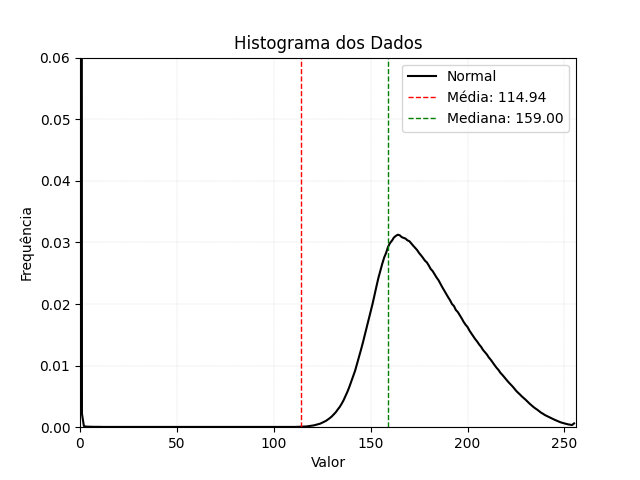 Histograma dos Dados
Frequência
0.06
0.05
0.04
0.03
0.02
0.01
0.00
Normal
Média: 114.94
Mediana: 159.00
0 50 100 150 200 250
Valor